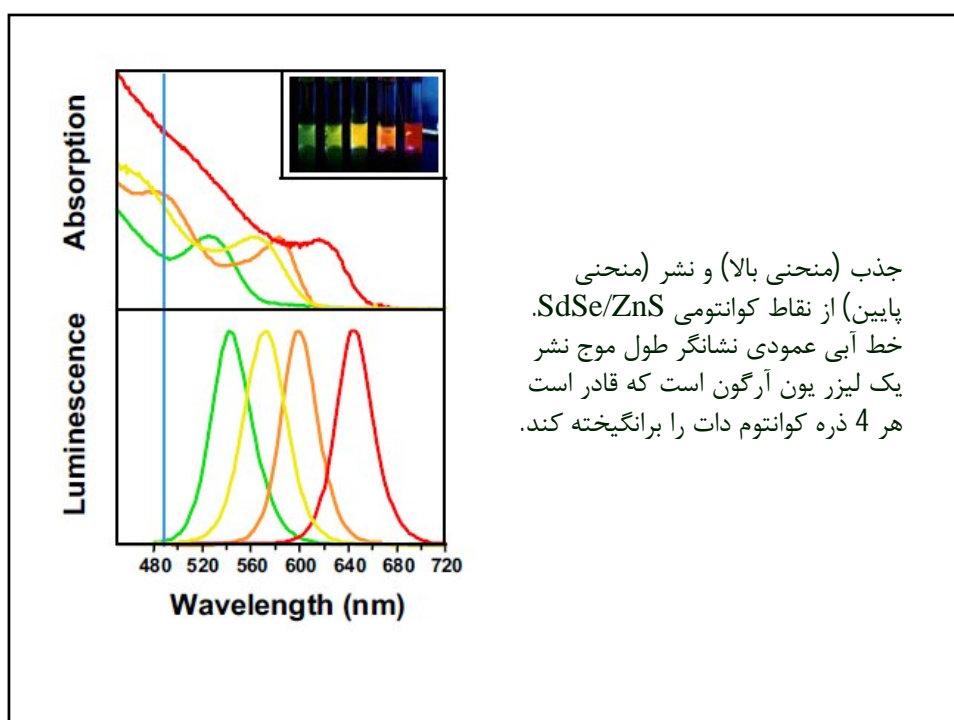 Absorption
Luminescence
480 520 560 600 640 680 720
Wavelength (nm)
جذب (منحنی بالا) و نشر (منحنی
پایین) از نقاط کوانتومی SdSe/ZnS.
خط آبی عمودی نشانگر طول موج نشر
یک لیزر یون آرگون است که قادر است
هر 4 ذره کوانتوم دات را برانگیخته کند.